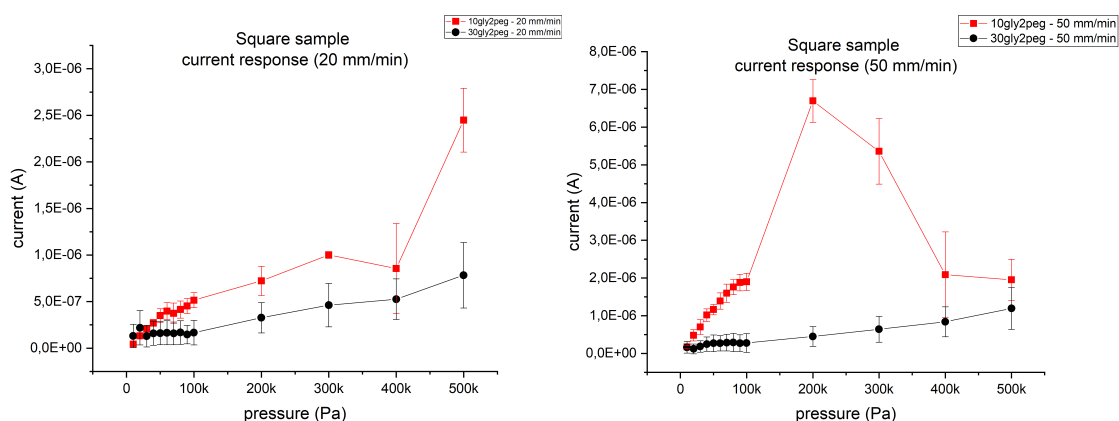 10gly2peg - 20 mm/min
30gly2peg - 20 mm/min
Square sample
current response (20 mm/min)
3,0E-06
2,5E-06
2,0E-06
1,5E-06
1,0E-06
5,0E-07
0,0E+00
current (A)
0
100k
200k
300k
400k
500k
pressure (Pa)
10gly2peg - 50 mm/min
30gly2peg - 50 mm/min
Square sample
current response (50 mm/min)
8,0E-06
7,0E-06
6,0E-06
5,0E-06
4,0E-06
3,0E-06
2,0E-06
1,0E-06
0,0E+00
current (A)
0
100k
200k
300k
400k
500k
pressure (Pa)